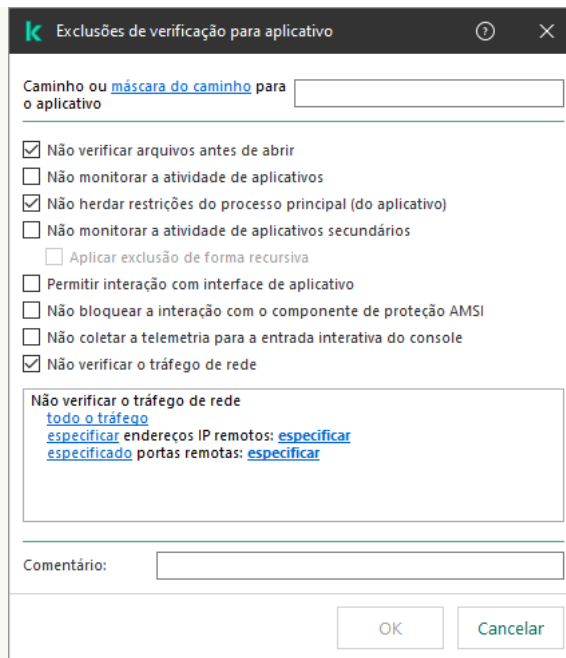 Exclusões de verificação para aplicativo
Caminho ou máscara do caminho para
o aplicativo
Não verificar arquivos antes de abrir
Não monitorar a atividade de aplicativos
Não herdar restrições do processo principal (do aplicativo)
Não monitorar a atividade de aplicativos secundários
Aplicar exclusão de forma recursiva
Permitir interação com interface de aplicativo
Não bloquear a interação com o componente de proteção AMSI
Não coletar a telemetria para a entrada interativa do console
Não verificar o tráfego de rede
Não verificar o tráfego de rede
todo o tráfego
especificar endereços IP remotos: especificar
especificado portas remotas: especificar
Comentário:
OK Cancelar